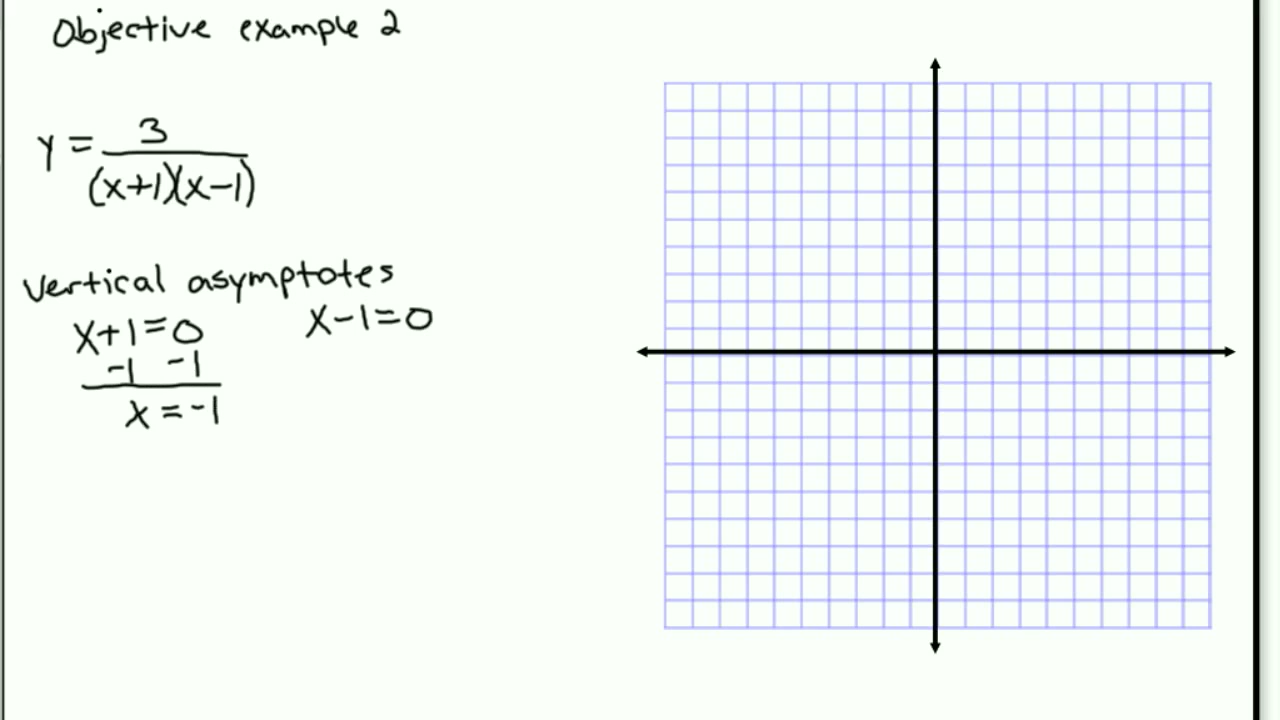 Objective example 2
y = 3
(x+1)(x-1)
Vertical asymptotes
x+1=0 x-1=0
-1 -1
x=-1